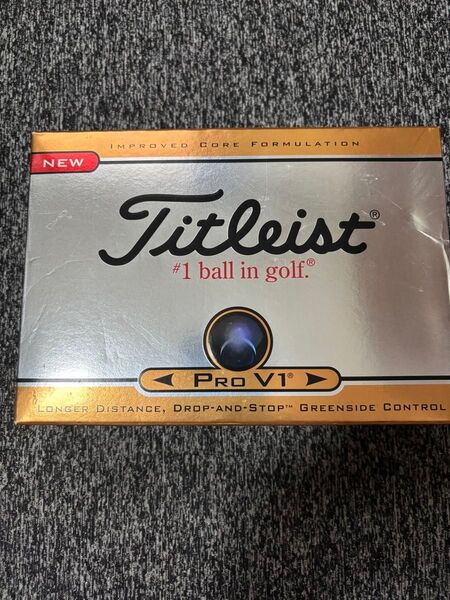 IMPROVED CORE FORMULATION
NEW
Titleist®
#1 ball in golf.®
PRO V1®
LONGER DISTANCE, DROP-AND-STOP™ GREENSIDE CONTROL